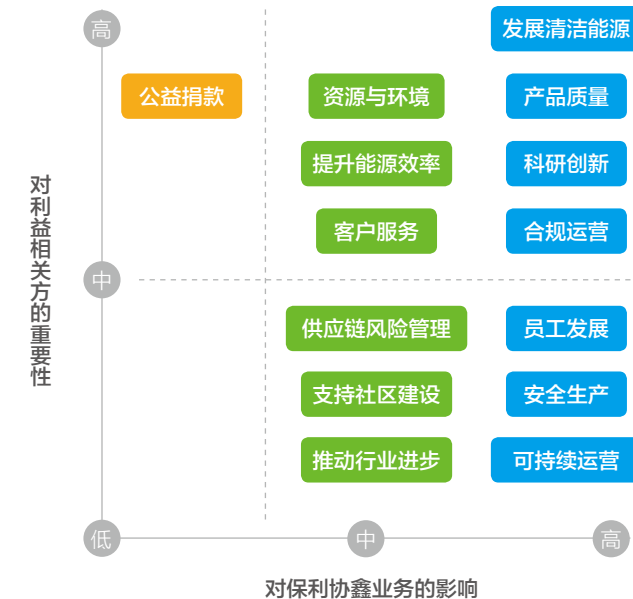 高
发展清洁能源
公益捐款
资源与环境
产品质量
提升能源效率
科研创新
客户服务
合规运营
对利益相关方的重要性
中
供应链风险管理
员工发展
支持社区建设
安全生产
推动行业进步
可持续运营
低
中
高
对保利协鑫业务的影响